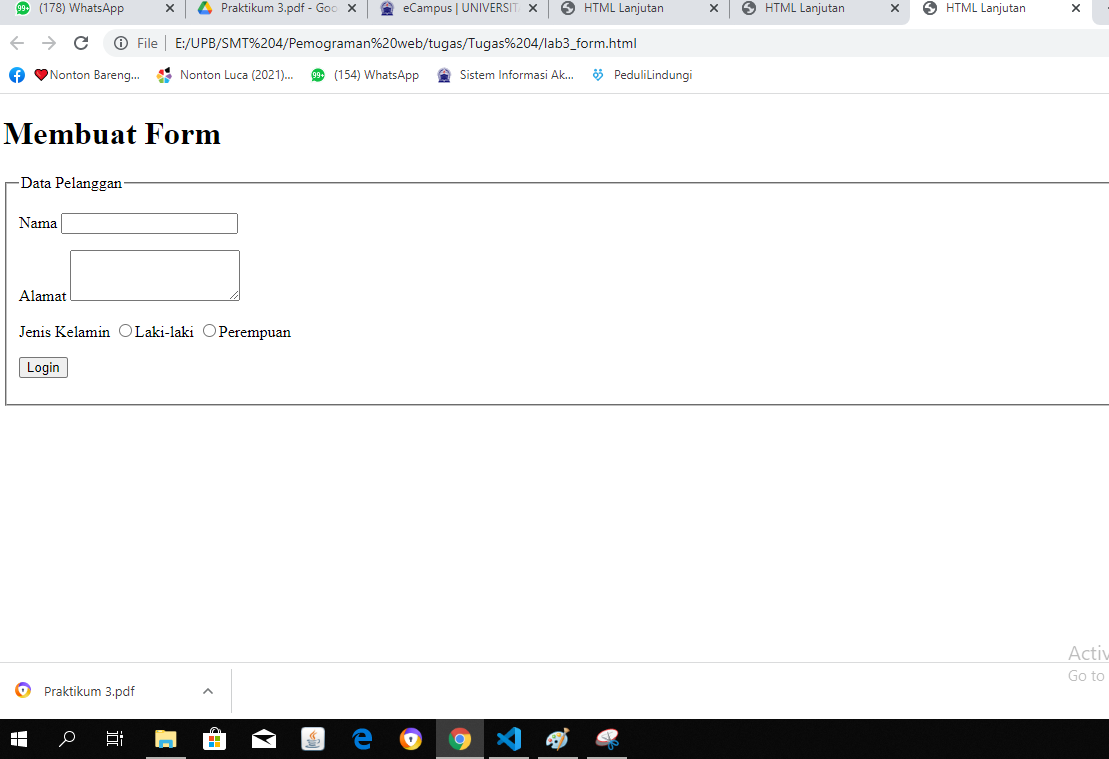 (178) WhatsApp
Praktikum 3.pdf - Goo
eCampus | UNIVERSIT
HTML Lanjutan
HTML Lanjutan
HTML Lanjutan
File | E:/UPB/SMT%204/Pemograman%20web/tugas/Tugas%204/lab3_form.html
Nonton Bareng...
Nonton Luca (2021)...
99+
(154) WhatsApp
Sistem Informasi Ak...
PeduliLindungi
Membuat Form
Data Pelanggan
Nama
Alamat
Jenis Kelamin Laki-laki Perempuan
Login
Activ
Go to
Praktikum 3.pdf